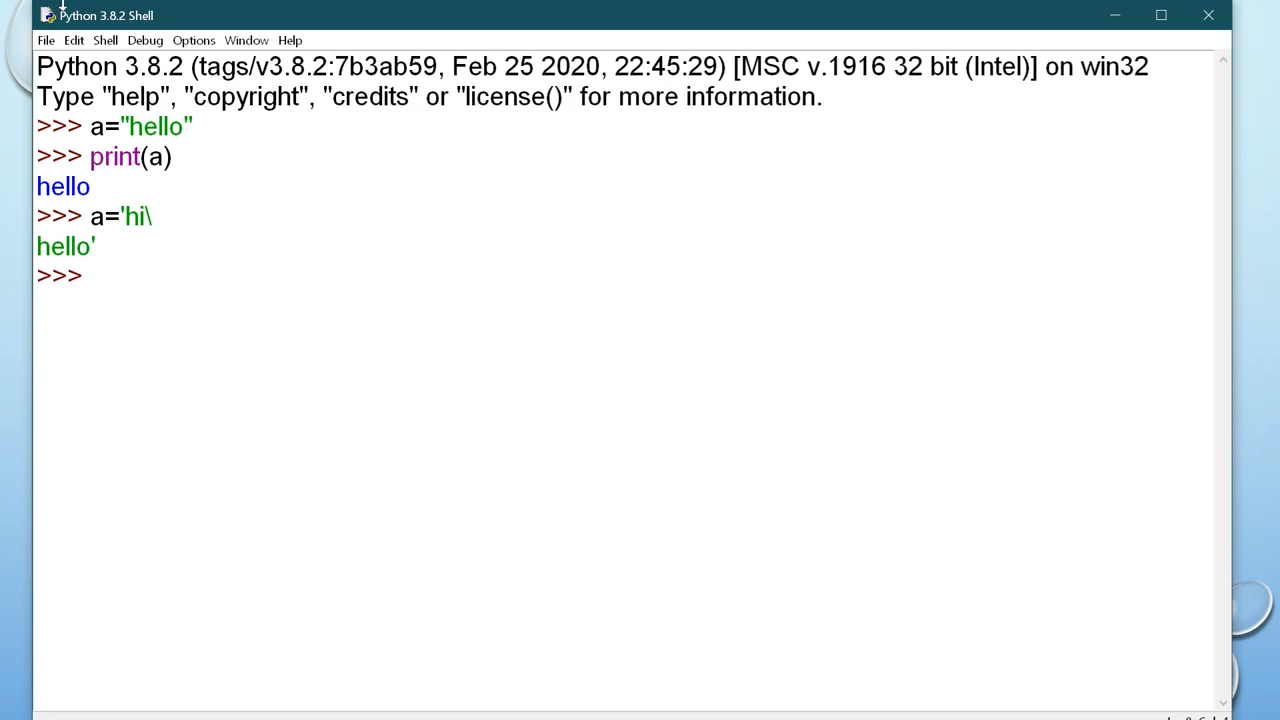 Python 3.8.2 Shell
File Edit Shell Debug Options Window Help
Python 3.8.2 (tags/v3.8.2:7b3ab59, Feb 25 2020, 22:45:29) [MSC v.1916 32 bit (Intel)] on win32
Type "help", "copyright", "credits" or "license()" for more information.
>>> a="hello"
>>> print(a)
hello
>>> a='hi\
hello'
>>>